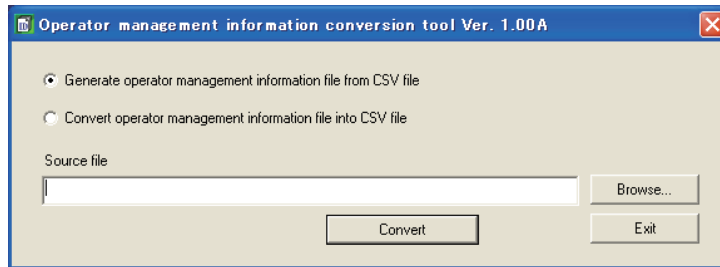 Operator management information conversion tool Ver. 1.00A
Generate operator management information file from CSV file
Convert operator management information file into CSV file
Source file
Browse...
Convert
Exit